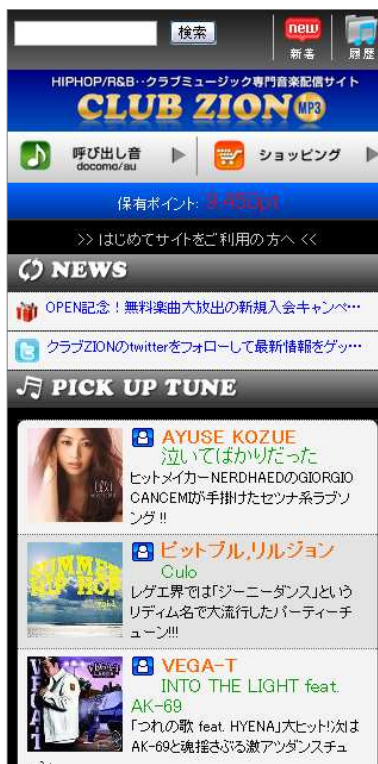 検索
new
新着
履歴
HIPHOP/R&B・・クラブミュージック専門音楽配信サイト
CLUB ZION MP3
呼び出し音
docomo/au
ショッピング
保有ポイント: 9,450pt
>> はじめてサイトをご利用の方へ <<
NEWS
OPEN記念！無料楽曲大放出の新規入会キャンペ…
クラブZIONのtwitterをフォローして最新情報をゲッ…
PICK UP TUNE
AYUSE KOZUE
泣いてばかりだった
ヒットメイカーNERDHAEDのGIORGIO
CANCEMIが手掛けたセツナ系ラブソ
ング!!
SUMMER
HIP HOP
ピットブル,リルジョン
Culo
レゲエ界では「ジーニーダンス」という
リディム名で大流行したパーティーチ
ューン!!!
VEGA-T
VEGA-T
INTO THE LIGHT feat.
AK-69
「つれの歌 feat. HYENA」大ヒット!次は
AK-69と魂揺さぶる激アツダンスチュ